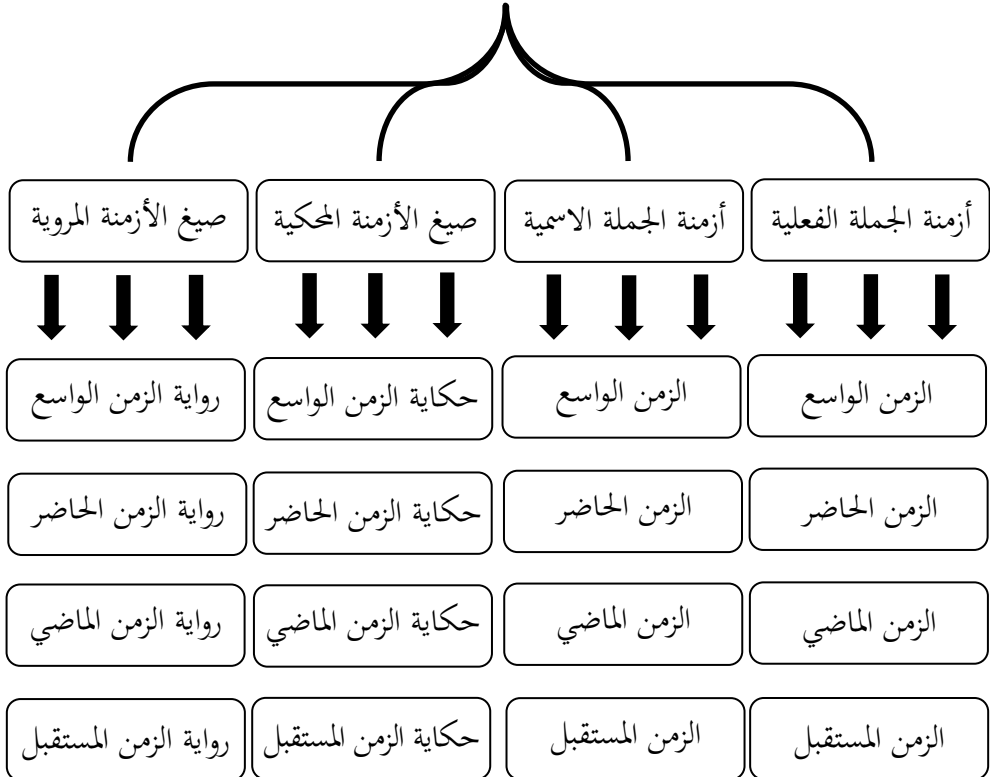 أزمنة الجملة الفعلية
أزمنة الجملة الاسمية
صيغ الأزمنة المحكية
صيغ الأزمنة المروية
الزمن الواسع
الزمن الواسع
حكاية الزمن الواسع
رواية الزمن الواسع
الزمن الحاضر
الزمن الحاضر
حكاية الزمن الحاضر
رواية الزمن الحاضر
الزمن الماضي
الزمن الماضي
حكاية الزمن الماضي
رواية الزمن الماضي
الزمن المستقبل
الزمن المستقبل
حكاية الزمن المستقبل
رواية الزمن المستقبل